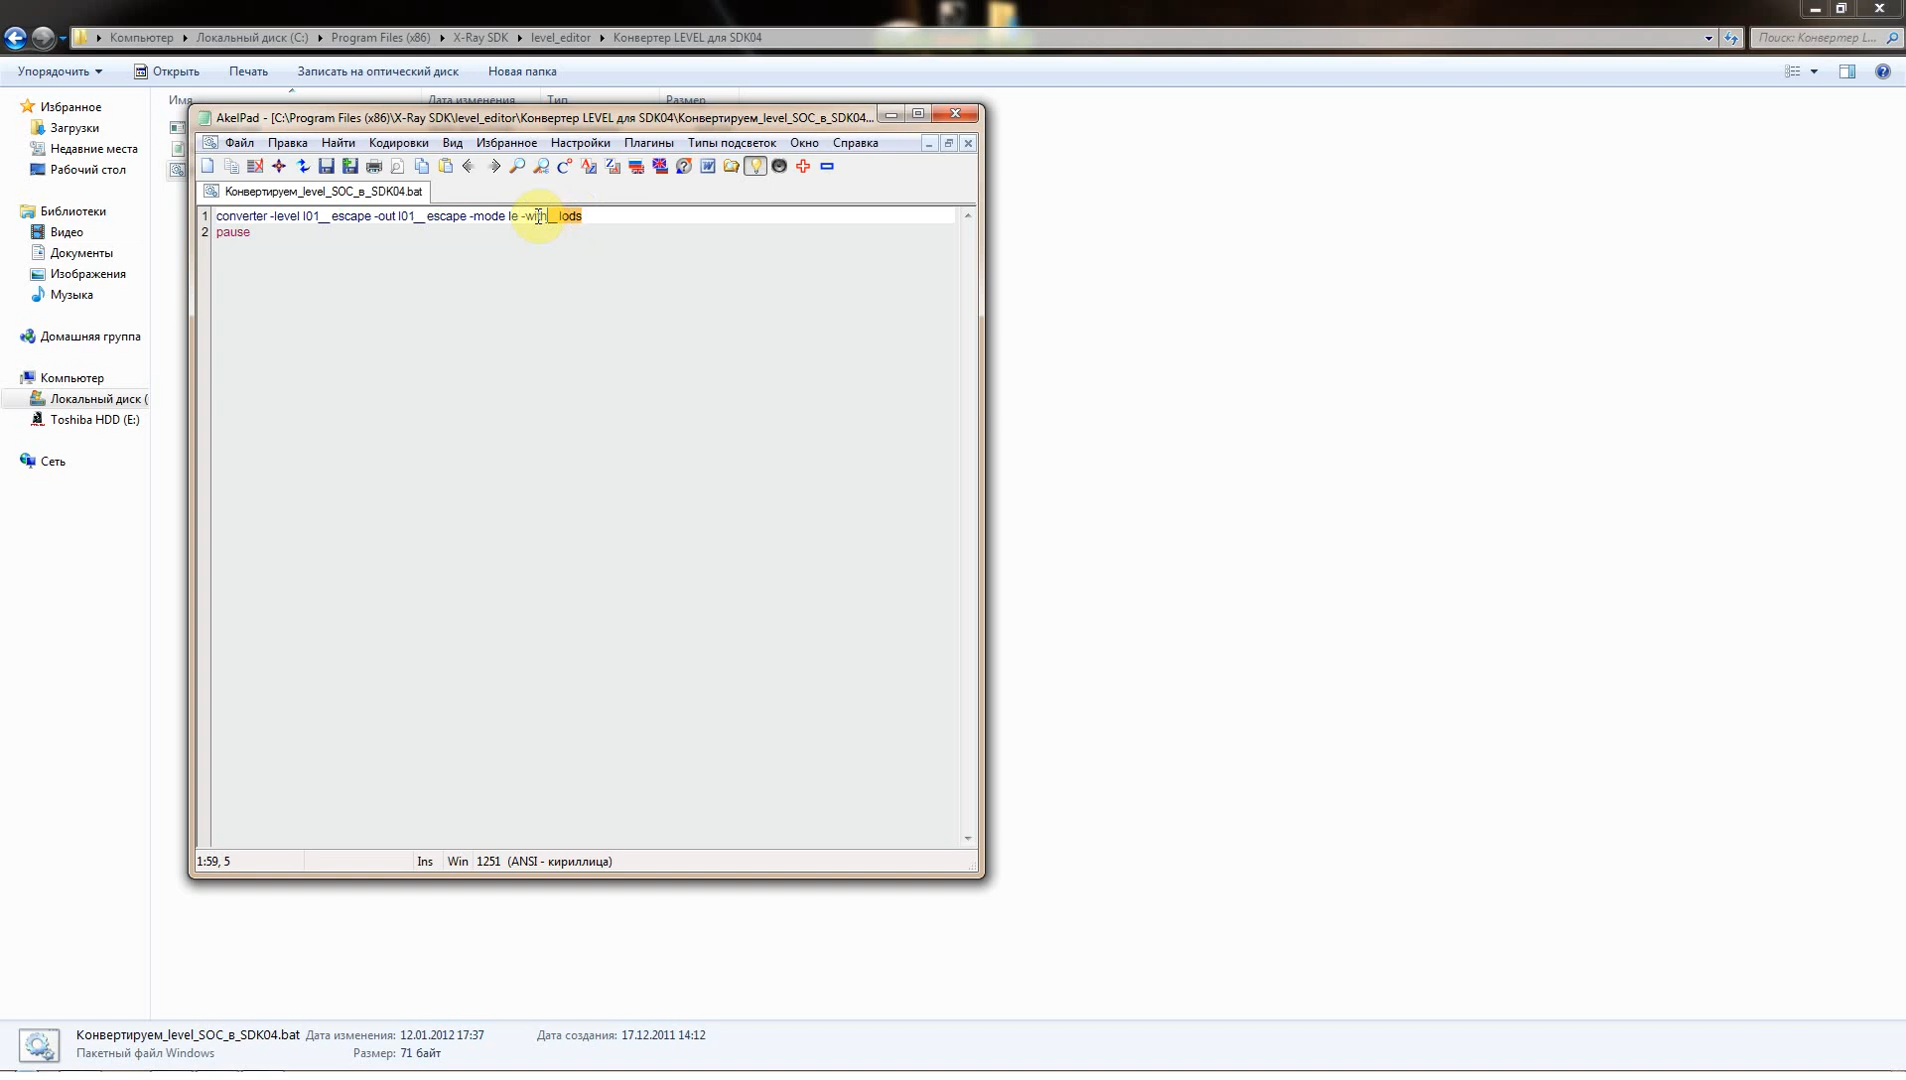 Компьютер Локальный диск (C:) Program Files (x86) X-Ray SDK level_editor Конвертер LEVEL для SDK04
Поиск: Конвертер L...
Упорядочить Открыть Печать Записать на оптический диск Новая папка
Избранное
Загрузки
Недавние места
Рабочий стол
Библиотеки
Видео
Документы
Изображения
Музыка
Домашняя группа
Компьютер
Локальный диск (
Toshiba HDD (E:)
Сеть
Имя Дата изменения Тип Размер
AkelPad - [C:\Program Files (x86)\X-Ray SDK\level_editor\Конвертер LEVEL для SDK04\Конвертируем_level_SOC_в_SDK04...
Файл Правка Найти Кодировки Вид Избранное Настройки Плагины Типы подсветок Окно Справка
Конвертируем_level_SOC_в_SDK04.bat
1 converter -level l01_escape -out l01_escape -mode le -with_lods
2 pause
1:59, 5 Ins Win 1251 (ANSI - кириллица)
Конвертируем_level_SOC_в_SDK04.bat Дата изменения: 12.01.2012 17:37 Дата создания: 17.12.2011 14:12
Пакетный файл Windows Размер: 71 байт